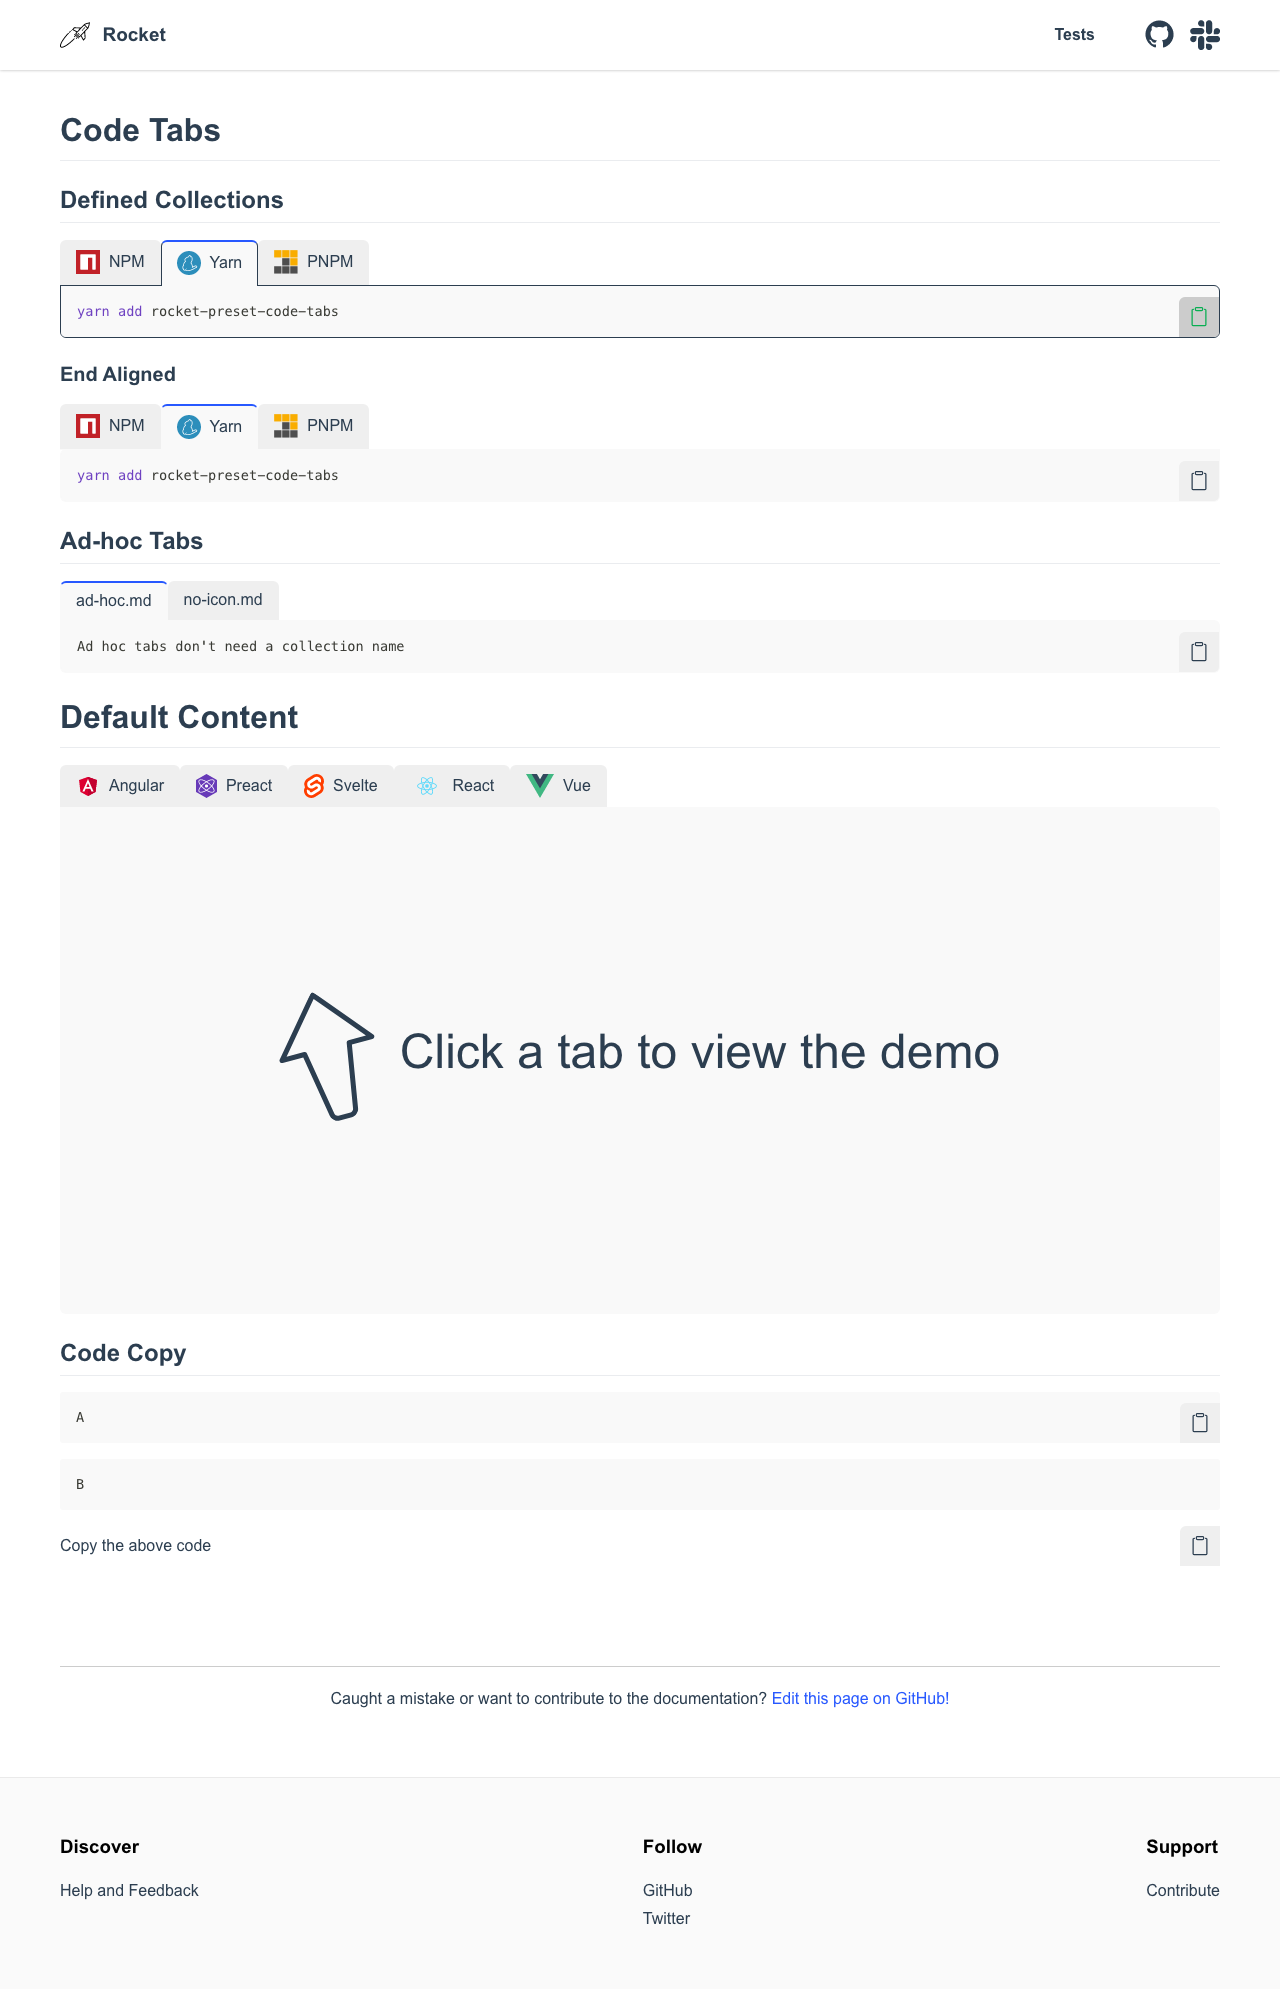 Rocket
Tests
Code Tabs
Defined Collections
NPM Yarn PNPM
yarn add rocket-preset-code-tabs
End Aligned
NPM Yarn PNPM
yarn add rocket-preset-code-tabs
Ad-hoc Tabs
ad-hoc.md no-icon.md
Ad hoc tabs don't need a collection name
Default Content
Angular Preact Svelte React Vue
Click a tab to view the demo
Code Copy
A
B
Copy the above code
Caught a mistake or want to contribute to the documentation? Edit this page on GitHub!
Discover
Help and Feedback
Follow
GitHub
Twitter
Support
Contribute